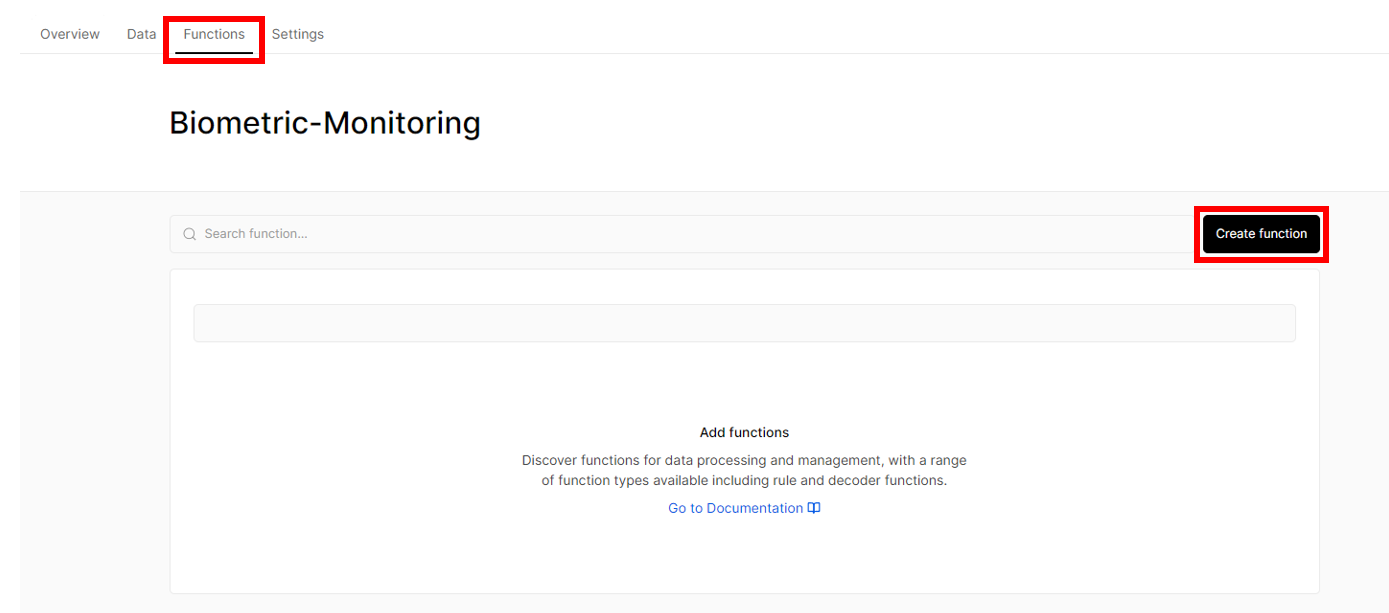 Overview Data Functions Settings
Biometric-Monitoring
Search function...
Create function
Add functions
Discover functions for data processing and management, with a range
of function types available including rule and decoder functions.
Go to Documentation